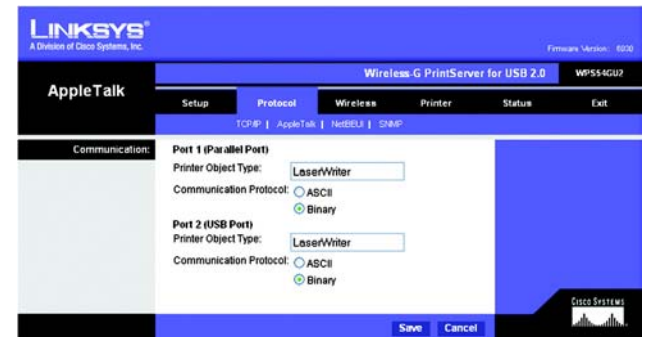 LINKSYS®
A Division of Cisco Systems, Inc.
Firmware Version: 6030
Wireless-G PrintServer for USB 2.0 WPS54GU2
AppleTalk
Setup Protocol Wireless Printer Status Exit
TCP/IP | AppleTalk | NetBEUI | SNMP
Communication:
Port 1 (Parallel Port)
Printer Object Type: LaserWriter
Communication Protocol: ASCII
Binary
Port 2 (USB Port)
Printer Object Type: LaserWriter
Communication Protocol: ASCII
Binary
Save Cancel
CISCO SYSTEMS